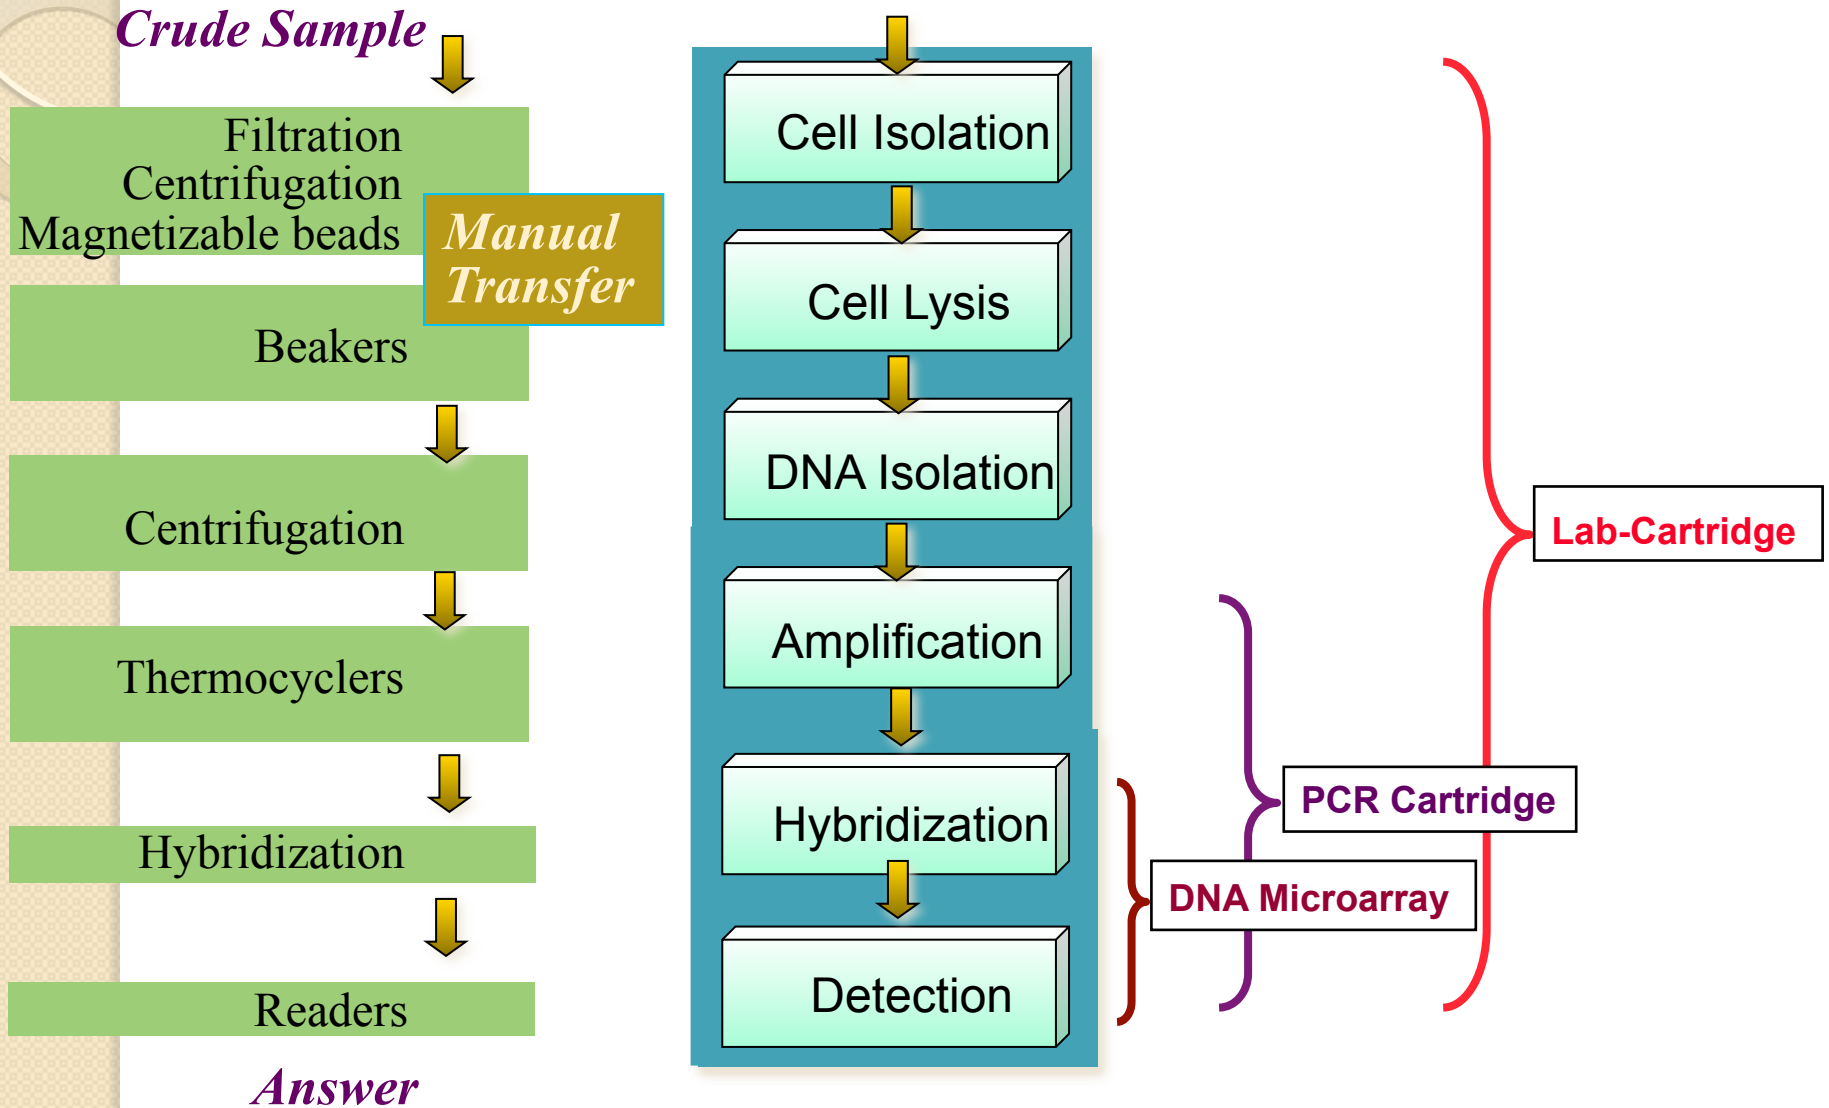 Crude Sample
Filtration
Centrifugation
Magnetizable beads
Manual
Transfer
Beakers
Centrifugation
Thermocyclers
Hybridization
Readers
Answer
Cell Isolation
Cell Lysis
DNA Isolation
Amplification
Hybridization
Detection
Lab-Cartridge
PCR Cartridge
DNA Microarray